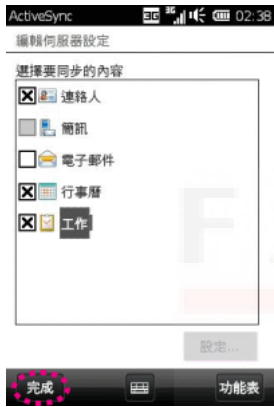 ActiveSync 3G 3G 02:38
編輯伺服器設定
選擇要同步的內容
連絡人
簡訊
電子郵件
行事曆
工作
設定...
完成 功能表